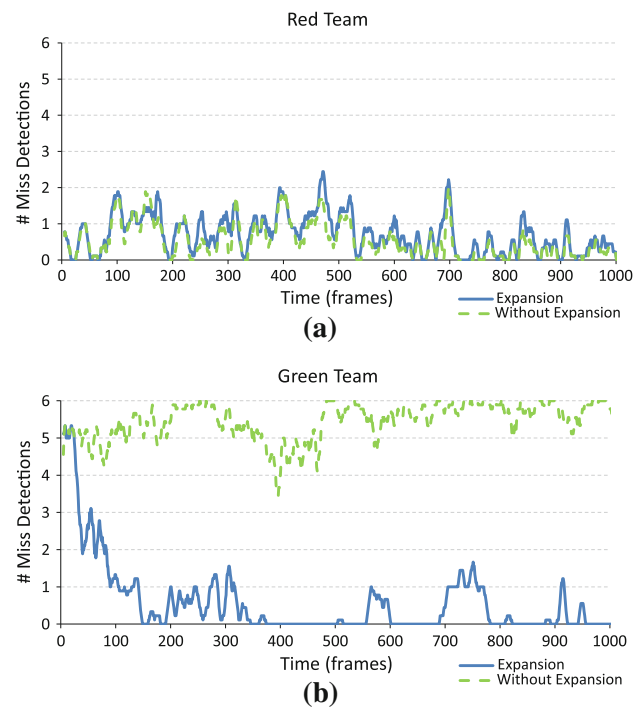 Red Team
6
5
4
3
2
1
0
# Miss Detections
0 100 200 300 400 500 600 700 800 900 1000
Time (frames)
Expansion
Without Expansion
(a)
Green Team
6
5
4
3
2
1
0
# Miss Detections
0 100 200 300 400 500 600 700 800 900 1000
Time (frames)
Expansion
Without Expansion
(b)